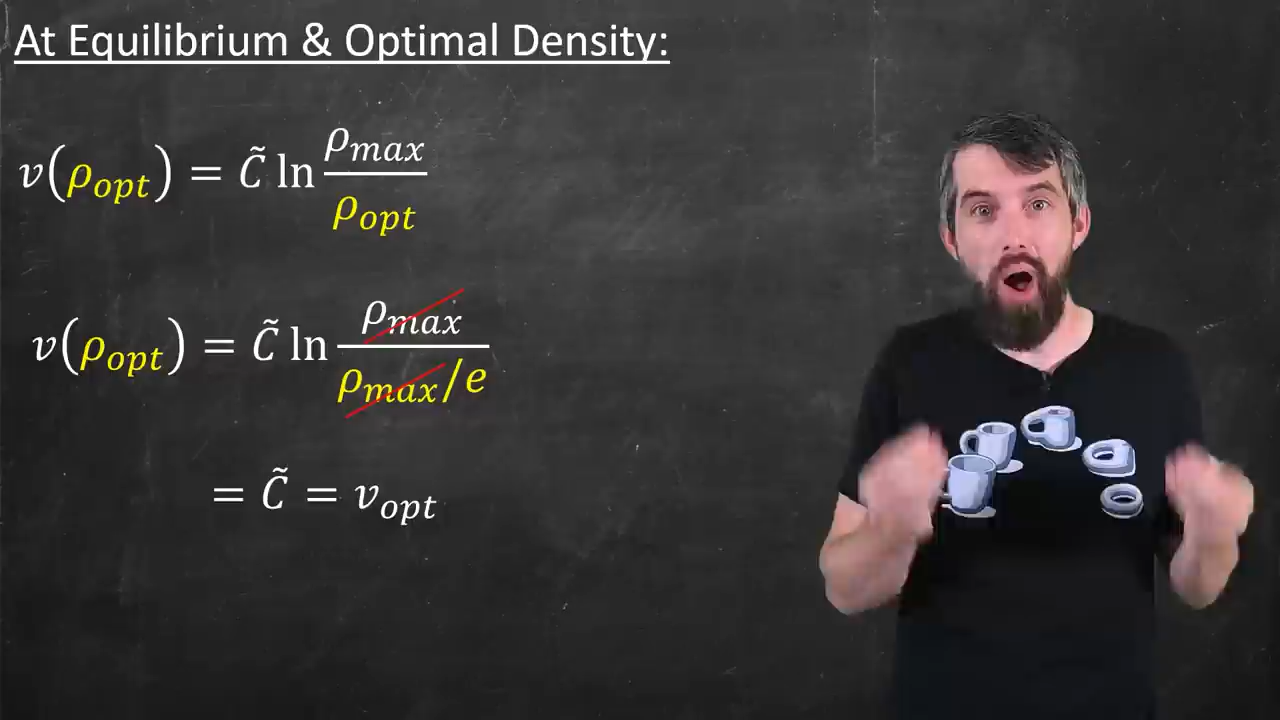 At Equilibrium & Optimal Density:
v(ρ_opt) = C̃ ln ρ_max / ρ_opt
v(ρ_opt) = C̃ ln ρ_max / ρ_max/e
= C̃ = v_opt